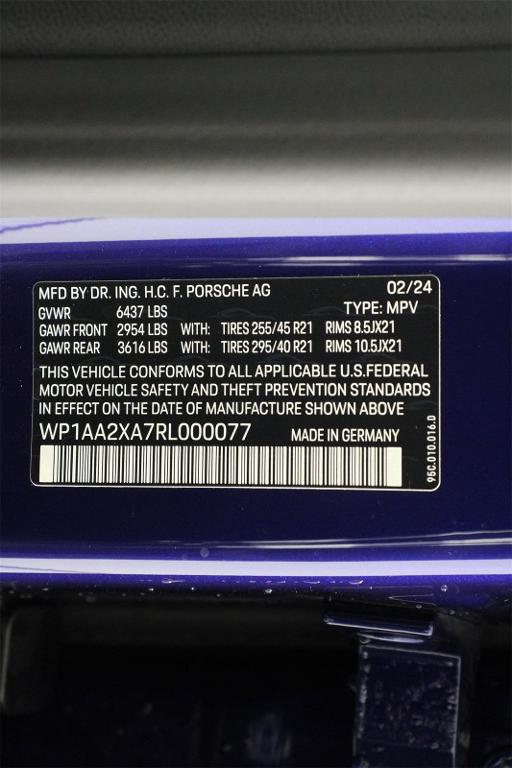 MFD BY DR. ING. H.C. F. PORSCHE AG 02/24
GVWR 6437 LBS TYPE: MPV
GAWR FRONT 2954 LBS WITH: TIRES 255/45 R21 RIMS 8.5JX21
GAWR REAR 3616 LBS WITH: TIRES 295/40 R21 RIMS 10.5JX21
THIS VEHICLE CONFORMS TO ALL APPLICABLE U.S.FEDERAL
MOTOR VEHICLE SAFETY AND THEFT PREVENTION STANDARDS
IN EFFECT ON THE DATE OF MANUFACTURE SHOWN ABOVE
WP1AA2XA7RL000077 MADE IN GERMANY
95C.010.016.D